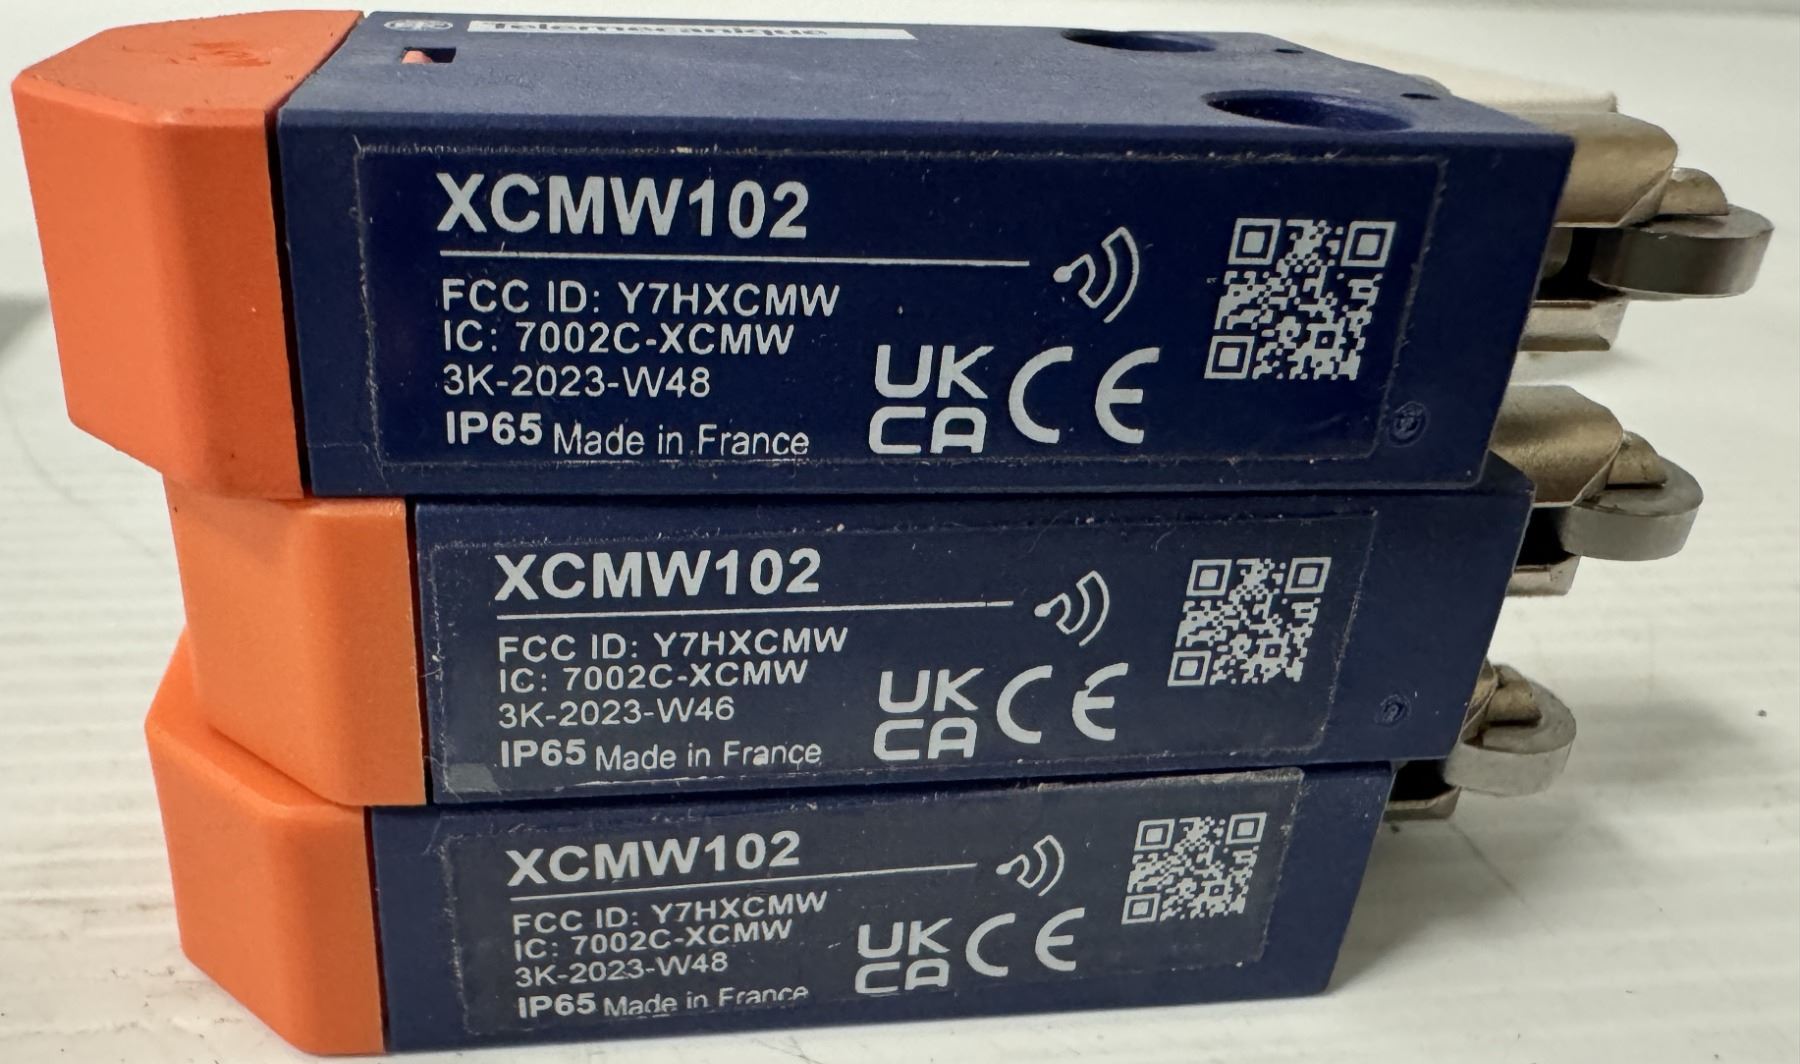 Telemecanique
XCMW102
FCC ID: Y7HXCMW
IC: 7002C-XCMW
3K-2023-W48
IP65 Made in France
UK
CA
CE
XCMW102
FCC ID: Y7HXCMW
IC: 7002C-XCMW
3K-2023-W46
IP65 Made in France
UK
CA
CE
XCMW102
FCC ID: Y7HXCMW
IC: 7002C-XCMW
3K-2023-W48
IP65 Made in France
UK
CA
CE